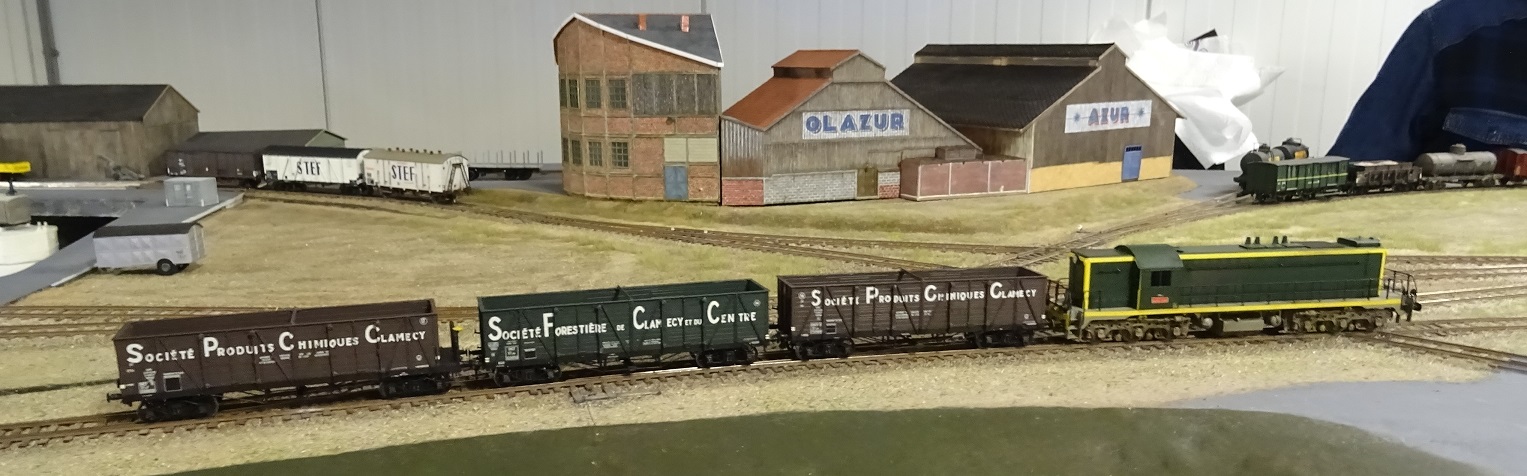 OLAZUR
AZUR
STEF
STEF
SOCIÉTÉ PRODUITS CHIMIQUES CLAMECY
SOCIÉTÉ FORESTIÈRE DE CLAMECY ET DU CENTRE
SOCIÉTÉ PRODUITS CHIMIQUES CLAMECY